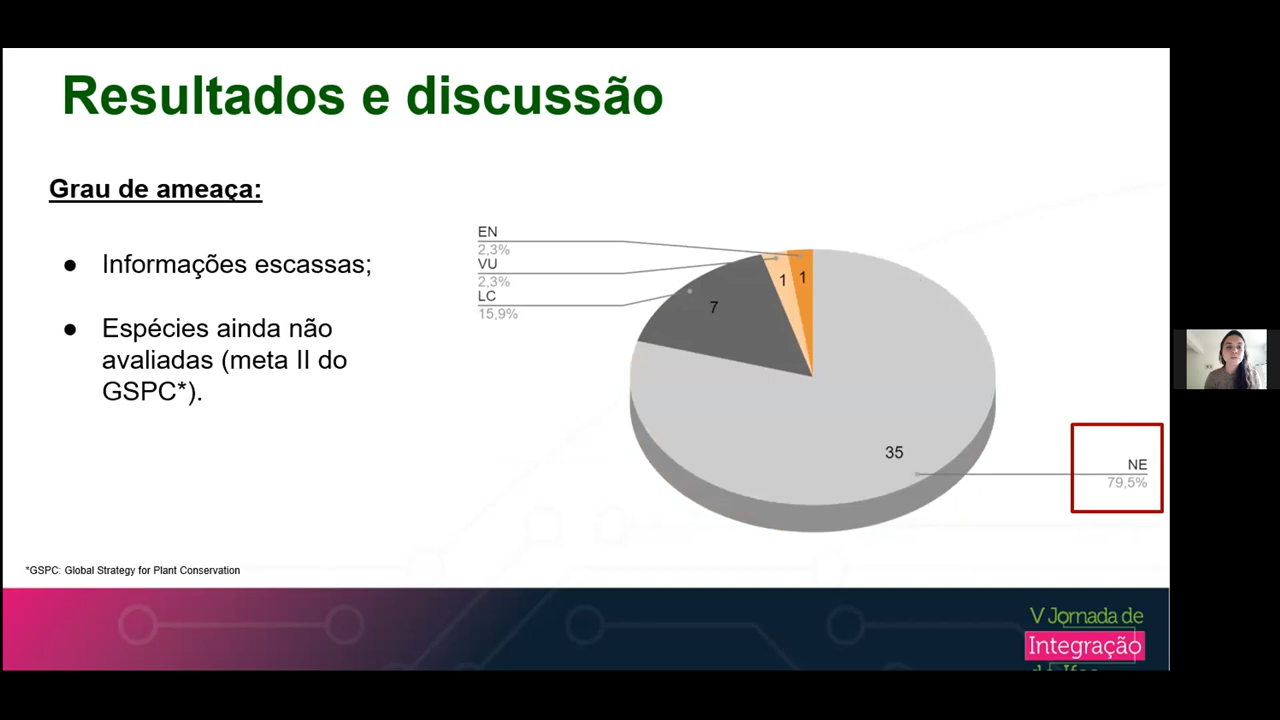 Resultados e discussão
Grau de ameaça:
● Informações escassas;
● Espécies ainda não
avaliadas (meta II do
GSPC*).
EN
2,3%
VU
2,3%
LC
15,9%
7
1
1
35
NE
79,5%
*GSPC: Global Strategy for Plant Conservation
V Jornada de
Integração